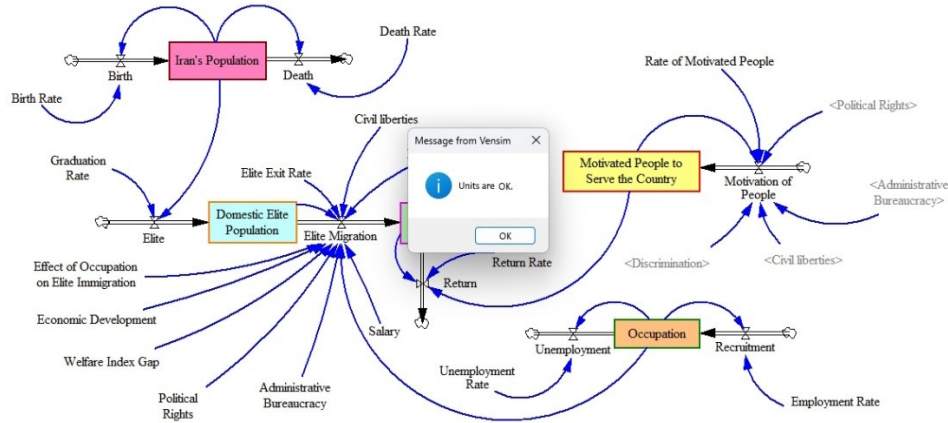 Death Rate
Iran's Population
Birth
Death
Birth Rate
Rate of Motivated People
<Political Rights>
Civil liberties
Graduation
Rate
Elite Exit Rate
Message from Vensim
Units are OK.
OK
Motivated People to
Serve the Country
Motivation of
People
<Administrative
Bureaucracy>
Domestic Elite
Population
Elite
Elite Migration
Return Rate
Return
<Discrimination>
<Civil liberties>
Effect of Occupation
on Elite Immigration
Economic Development
Welfare Index Gap
Political
Rights
Administrative
Bureaucracy
Salary
Unemployment
Occupation
Recruitment
Unemployment
Rate
Employment Rate